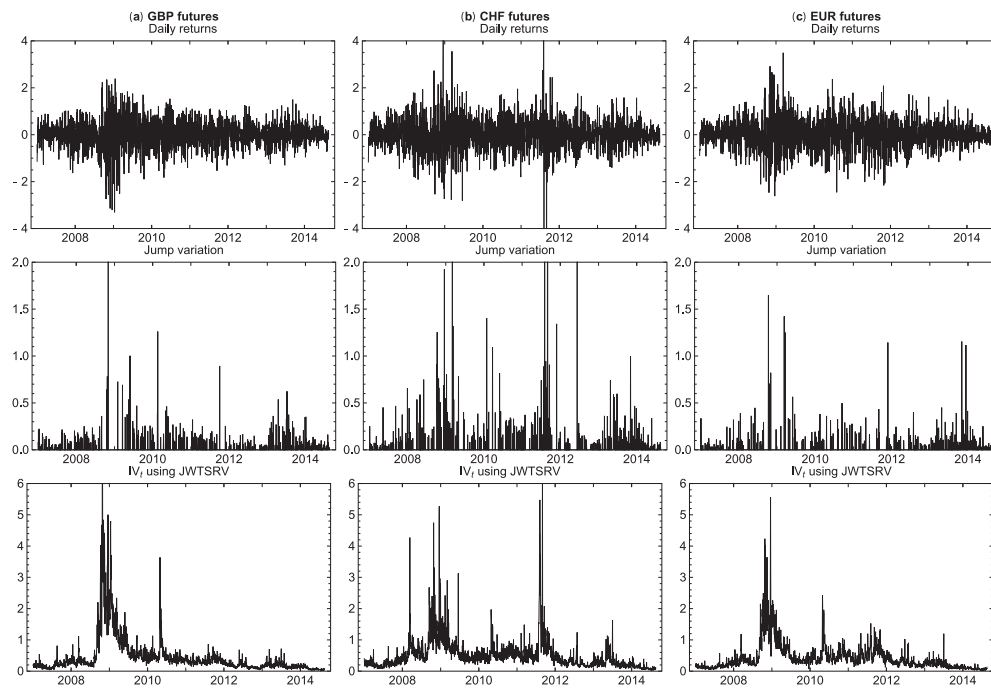 (a) GBP futures
Daily returns
(b) CHF futures
Daily returns
(c) EUR futures
Daily returns
4
2
0
− 2
− 4
2008 2010 2012 2014
4
2
0
− 2
− 4
2008 2010 2012 2014
4
2
0
− 2
− 4
2008 2010 2012 2014
Jump variation
Jump variation
Jump variation
2.0
1.5
1.0
0.5
0.0
2008 2010 2012 2014
2.0
1.5
1.0
0.5
0.0
2008 2010 2012 2014
2.0
1.5
1.0
0.5
0.0
2008 2010 2012 2014
IVt using JWTSRV
IVt using JWTSRV
IVt using JWTSRV
6
5
4
3
2
1
0
2008 2010 2012 2014
6
5
4
3
2
1
0
2008 2010 2012 2014
6
5
4
3
2
1
0
2008 2010 2012 2014